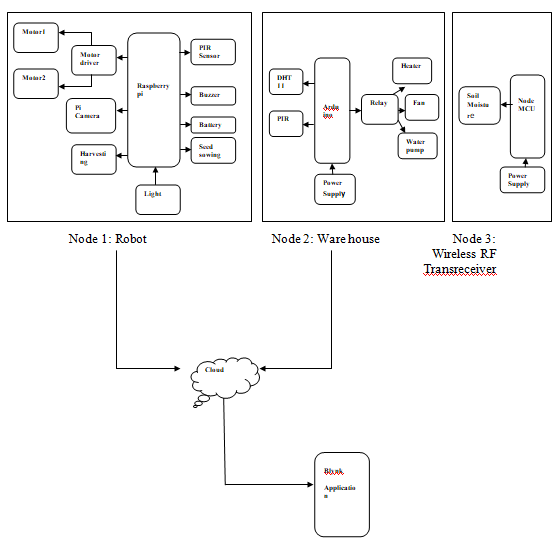 Motor1
Motor2
Motor
driver
Pi
Camera
Harvesti
ng
Raspberry
pi
PIR
Sensor
Buzzer
Battery
Seed
sowing
Light
Node 1: Robot
DHT
11
PIR
Ardu
ino
Power
Supply
Relay
Heater
Fan
Water
pump
Node 2: Ware house
Soil
Moistu
re
Node
MCU
Power
Supply
Node 3:
Wireless RF
Transreceiver
Cloud
Blynk
Applicatio
n